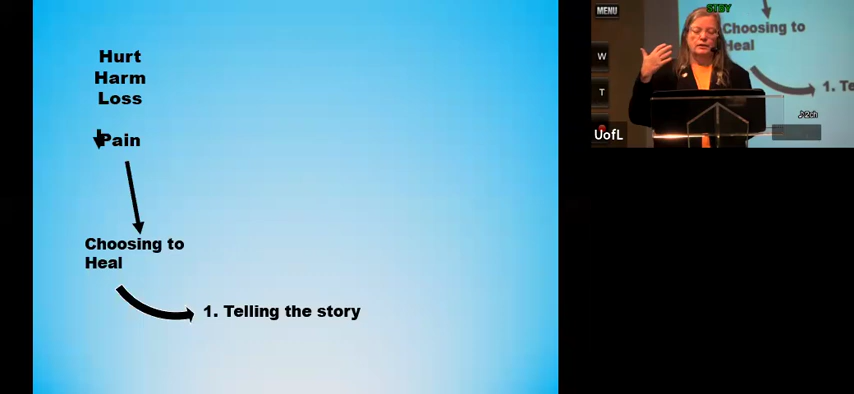 Hurt
Harm
Loss
Pain
Choosing to
Heal
1. Telling the story
MENU
STBY
W
T
UofL
2ch
Choosing to
Heal
1. Te